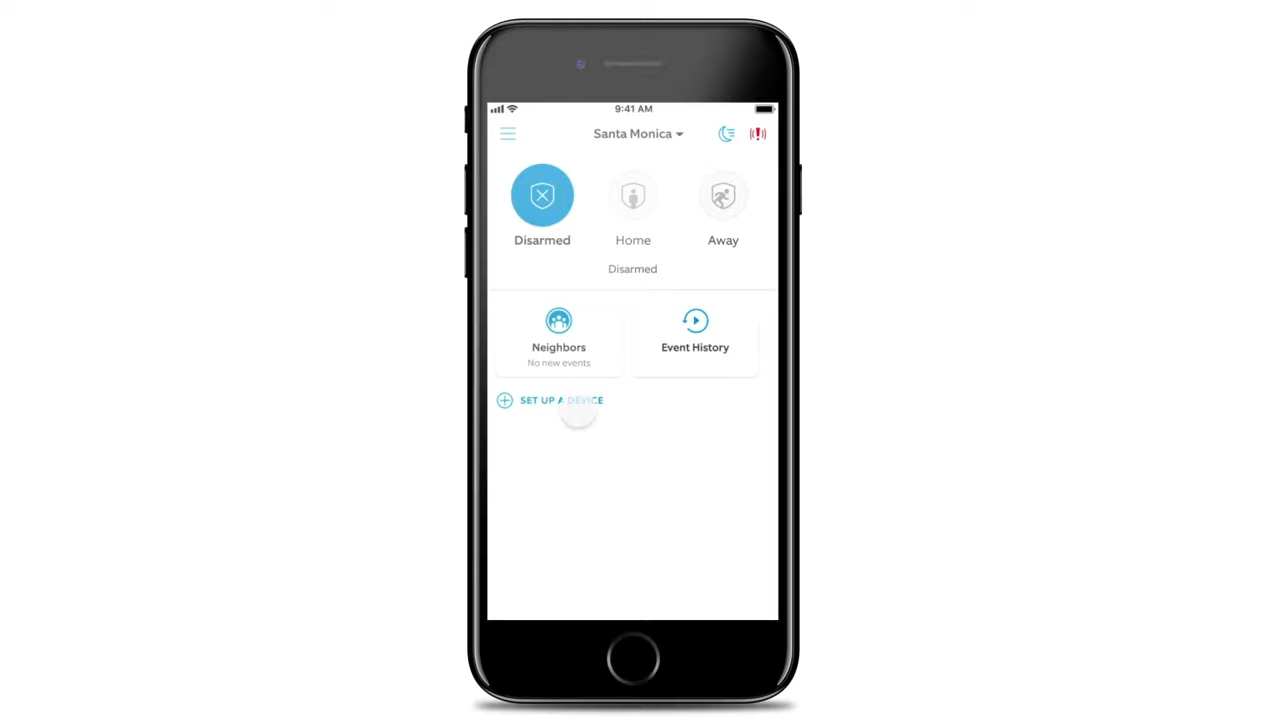 9:41 AM
Santa Monica
Disarmed
Home
Away
Disarmed
Neighbors
No new events
Event History
SET UP A DEVICE